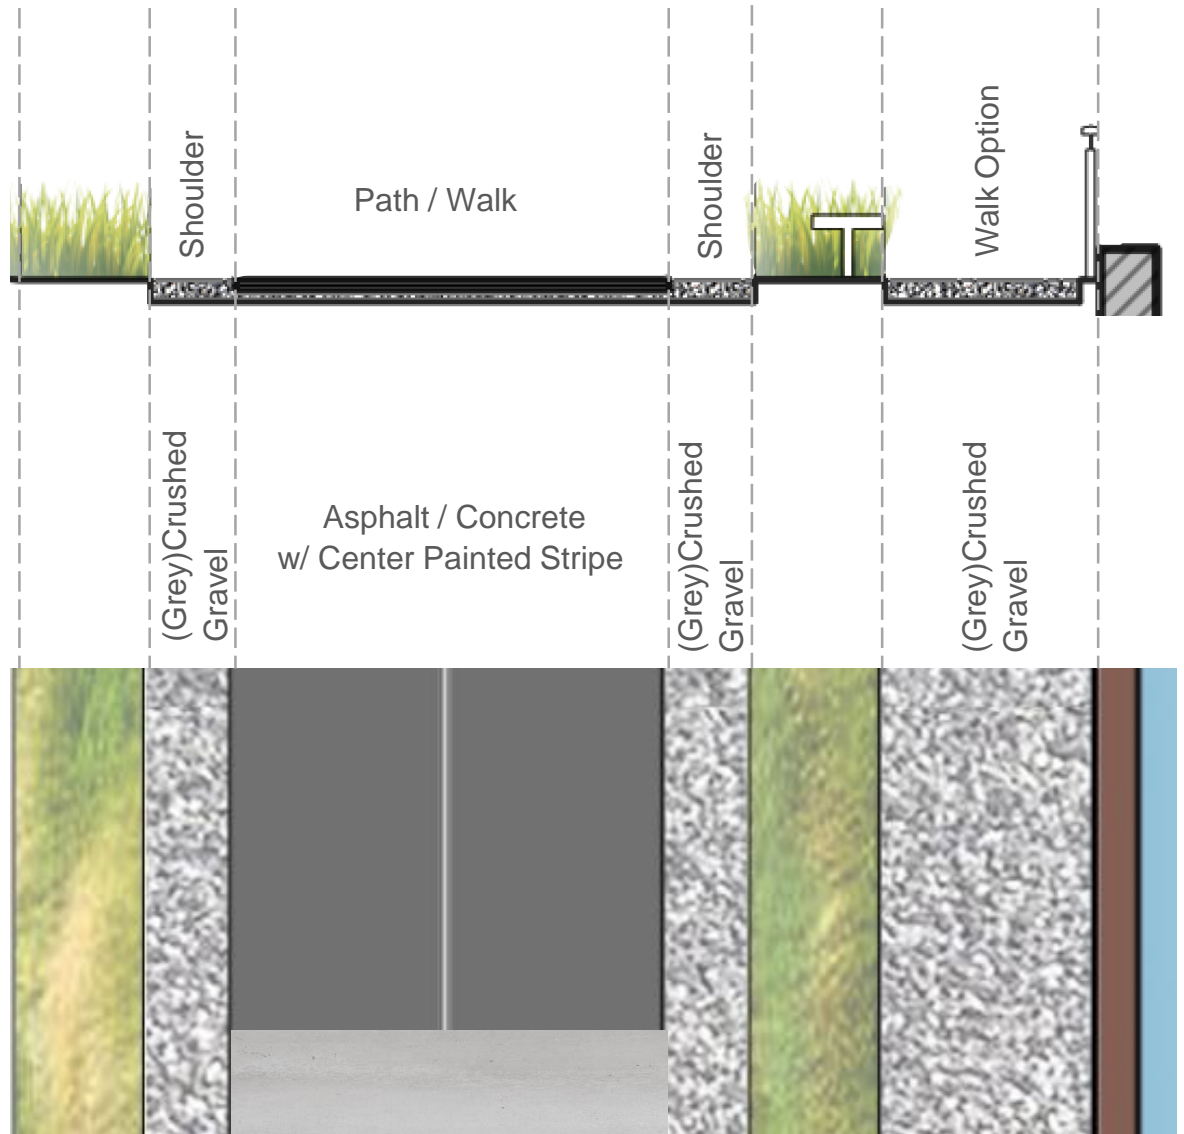 Shoulder
Path / Walk
Shoulder
Walk Option
(Grey)Crushed
Gravel
Asphalt / Concrete
w/ Center Painted Stripe
(Grey)Crushed
Gravel
(Grey)Crushed
Gravel